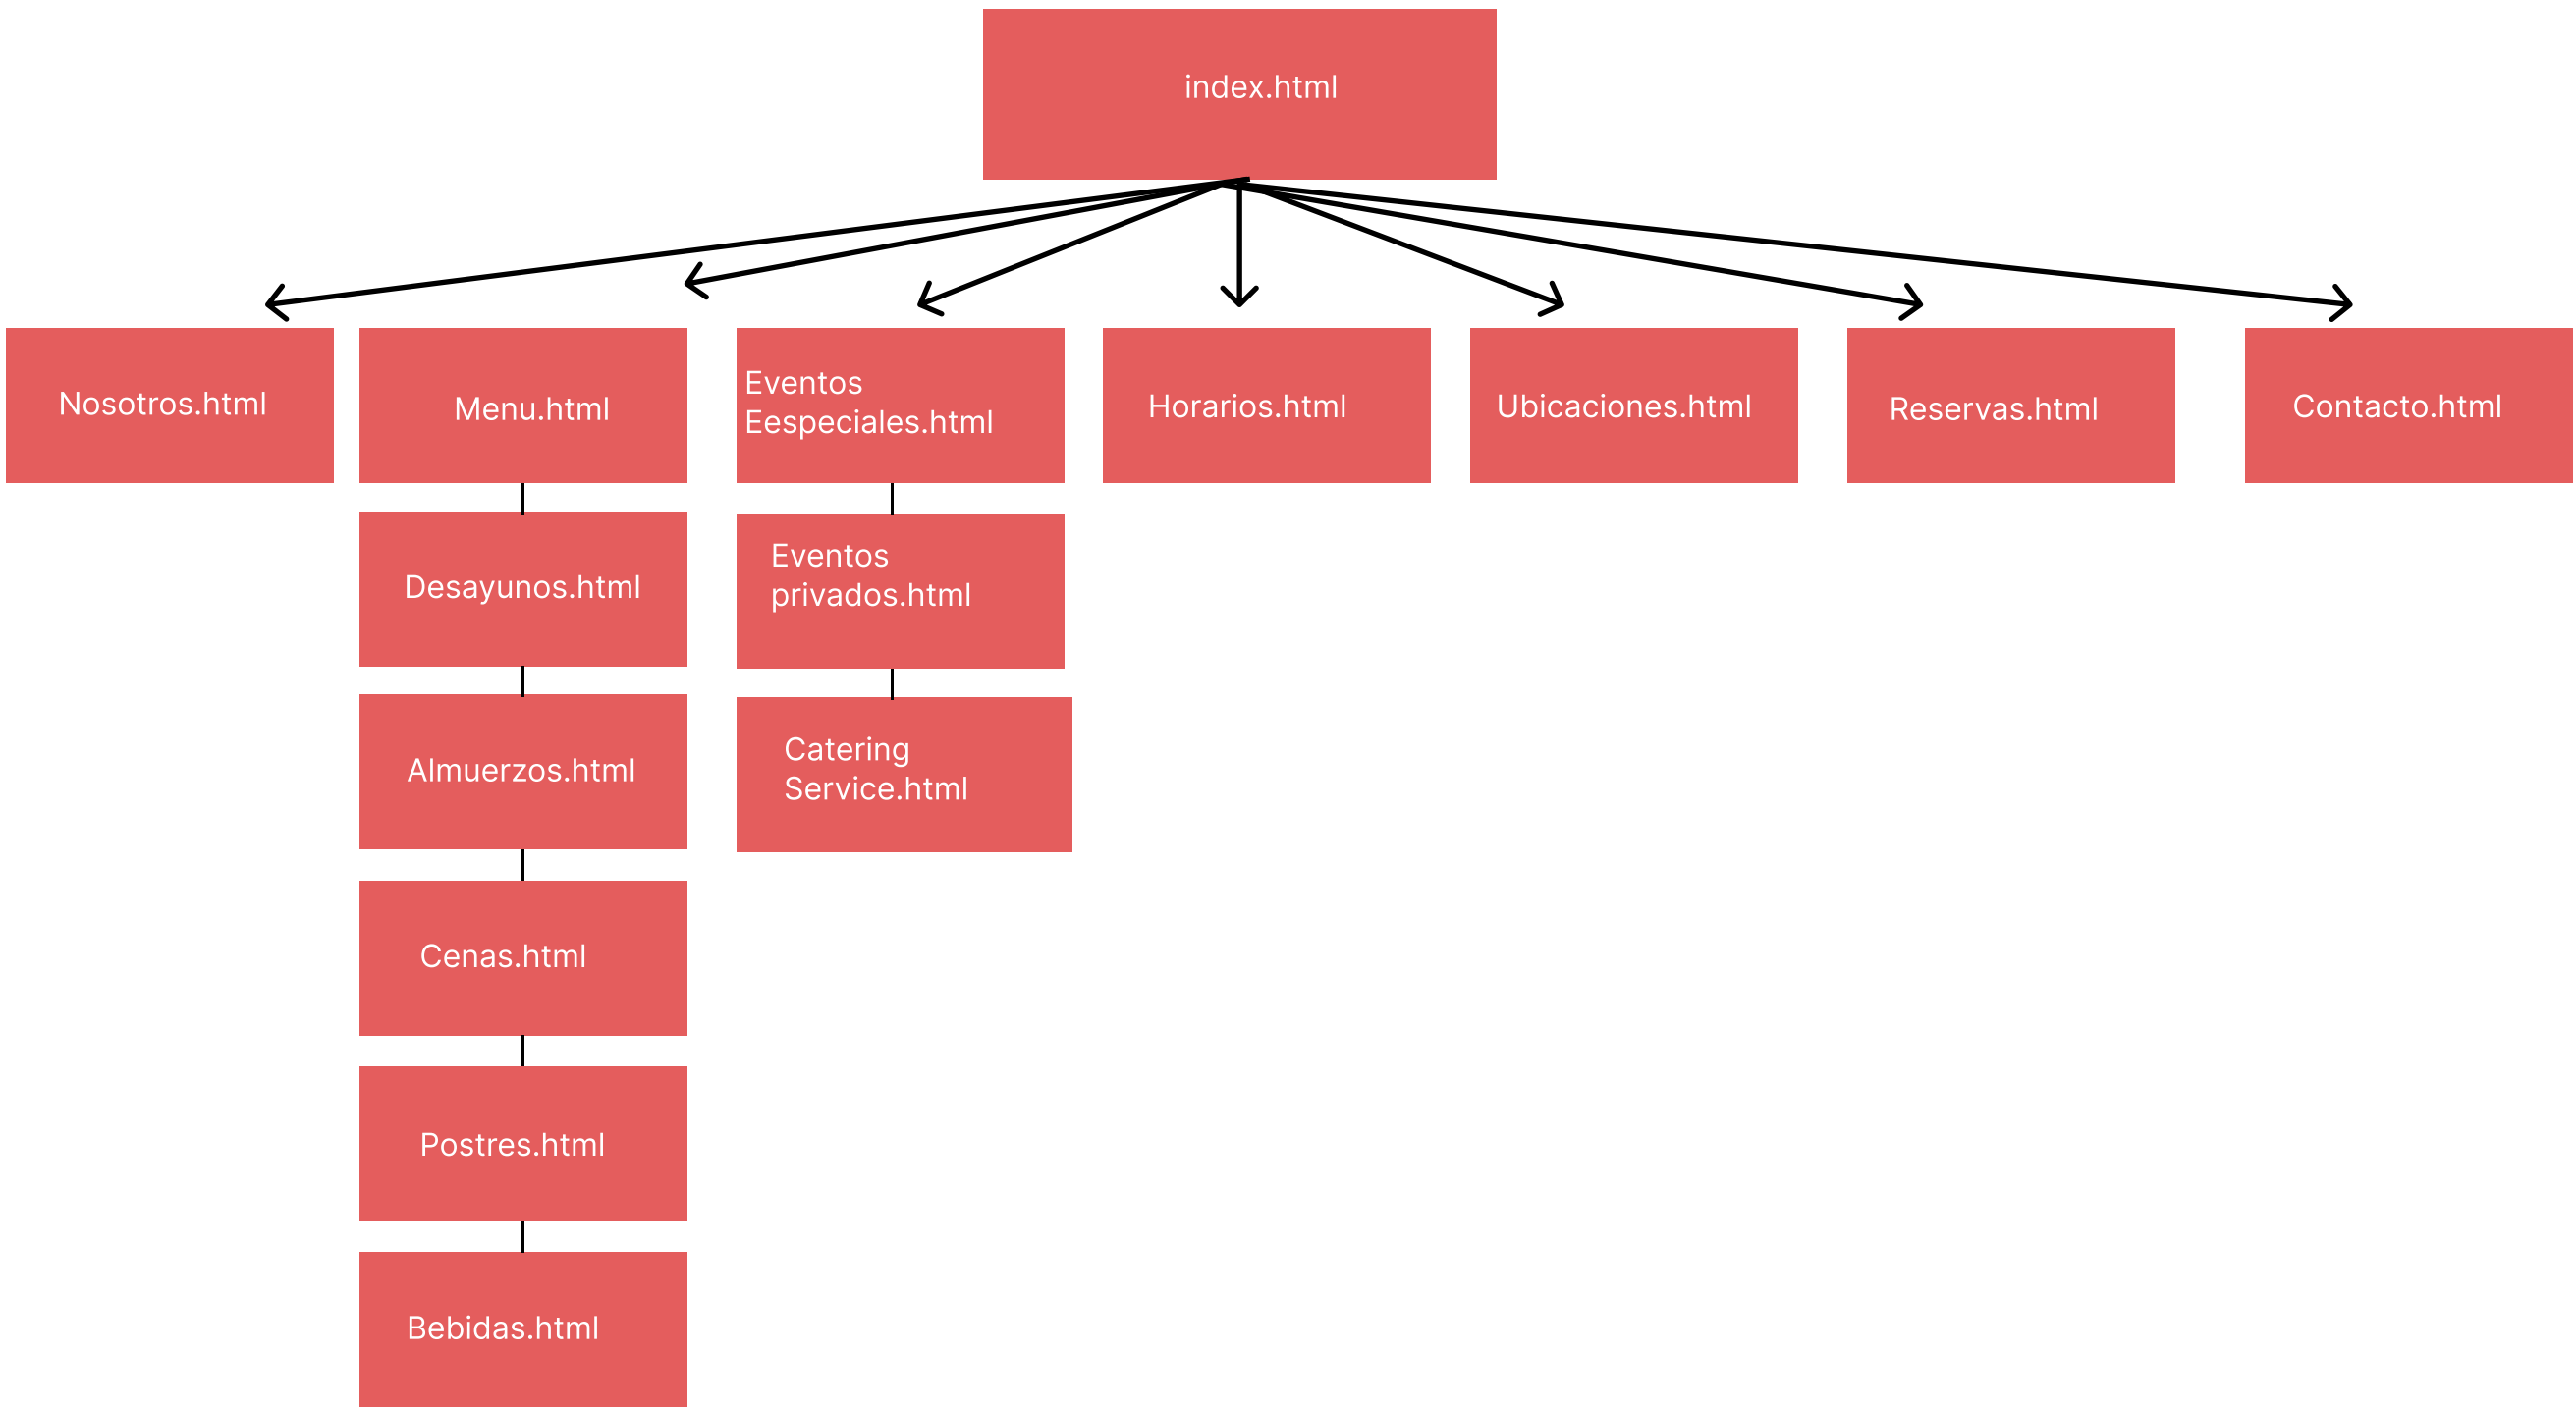 index.html
Nosotros.html
Menu.html
Eventos
Eespeciales.html
Horarios.html
Ubicaciones.html
Reservas.html
Contacto.html
Desayunos.html
Eventos
privados.html
Almuerzos.html
Catering
Service.html
Cenas.html
Postres.html
Bebidas.html